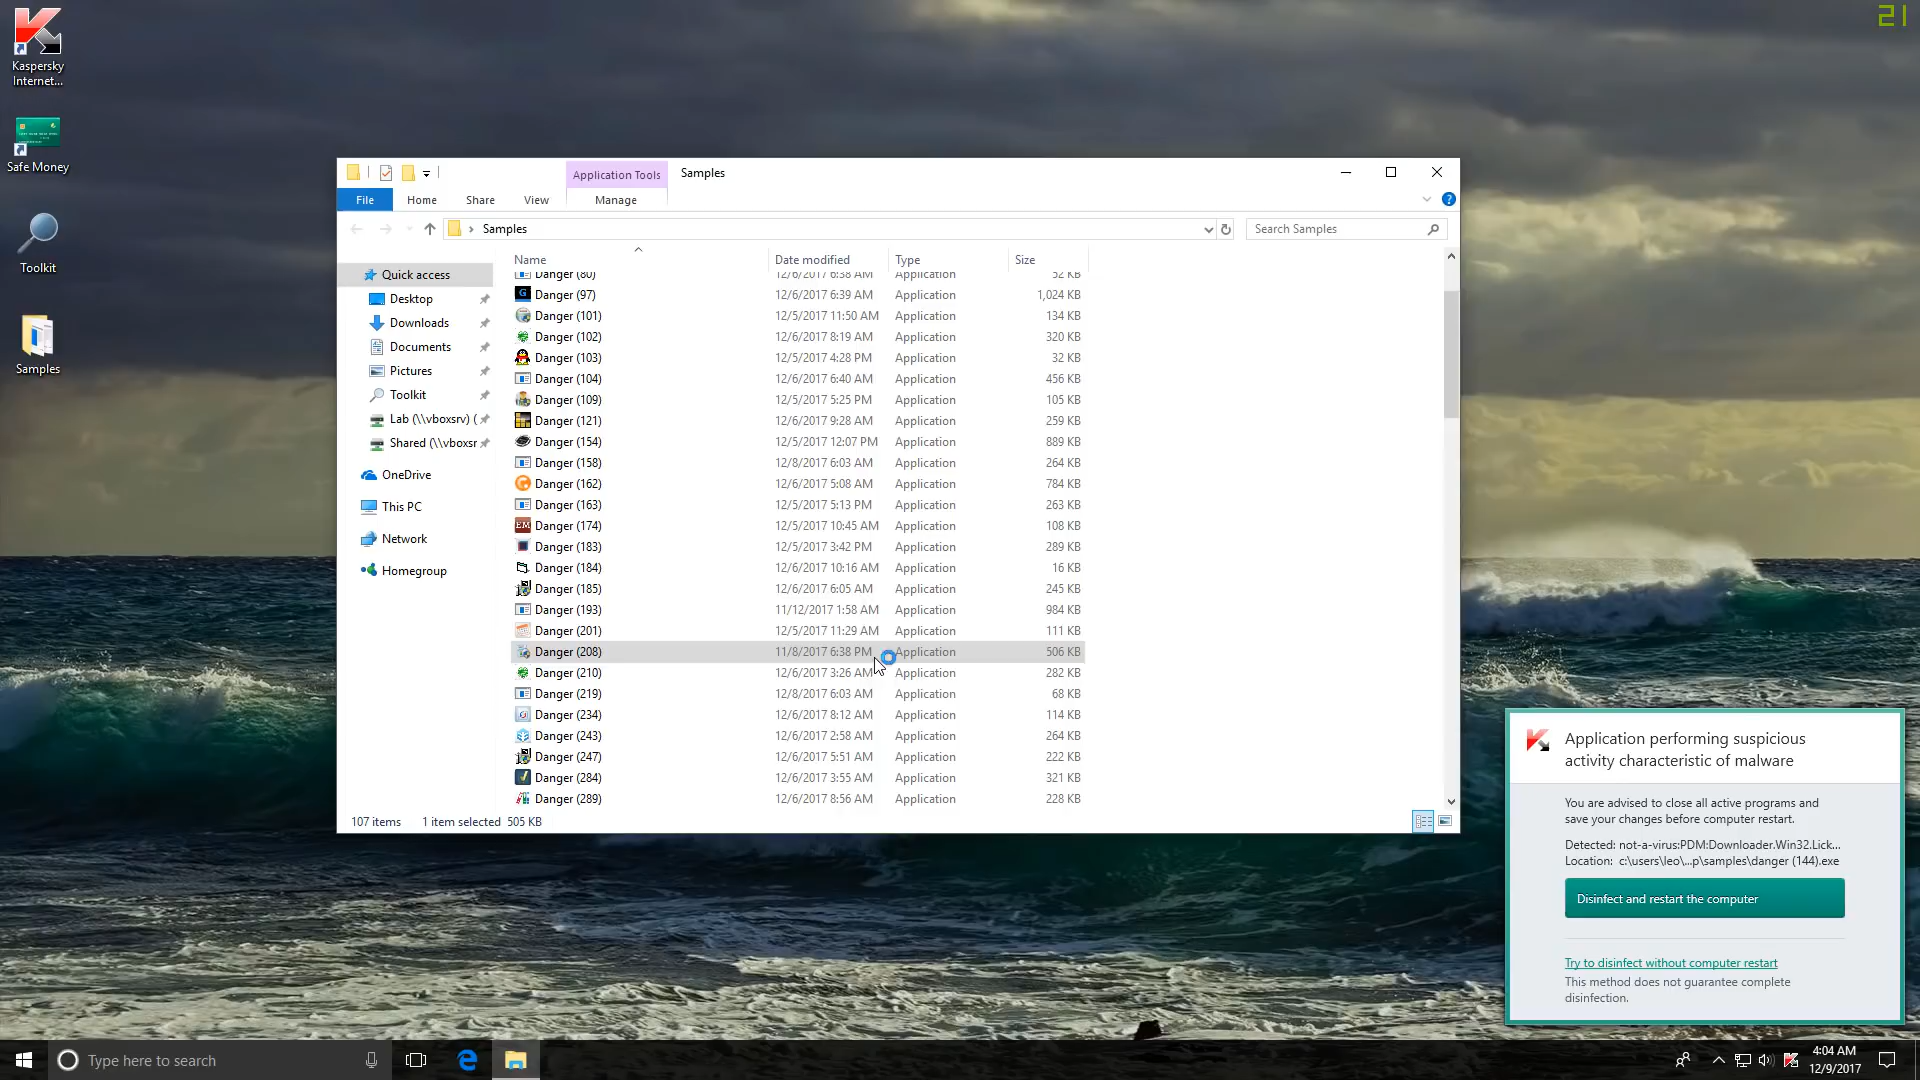 21
Kaspersky
Internet...
Safe Money
Toolkit
Samples
Application Tools
Samples
File
Home
Share
View
Manage
Samples
Search Samples
Name
Date modified
Type
Size
Quick access
Desktop
Downloads
Documents
Pictures
Toolkit
Lab (\\vboxsrv) (
Shared (\\vboxsr
OneDrive
This PC
Network
Homegroup
Danger (80) 12/6/2017 6:38 AM Application 52 KB
Danger (97) 12/6/2017 6:39 AM Application 1,024 KB
Danger (101) 12/5/2017 11:50 AM Application 134 KB
Danger (102) 12/6/2017 8:19 AM Application 320 KB
Danger (103) 12/5/2017 4:28 PM Application 32 KB
Danger (104) 12/6/2017 6:40 AM Application 456 KB
Danger (109) 12/5/2017 5:25 PM Application 105 KB
Danger (121) 12/6/2017 9:28 AM Application 259 KB
Danger (154) 12/5/2017 12:07 PM Application 889 KB
Danger (158) 12/8/2017 6:03 AM Application 264 KB
Danger (162) 12/6/2017 5:08 AM Application 784 KB
Danger (163) 12/5/2017 5:13 PM Application 263 KB
EM Danger (174) 12/5/2017 10:45 AM Application 108 KB
Danger (183) 12/5/2017 3:42 PM Application 289 KB
Danger (184) 12/6/2017 10:16 AM Application 16 KB
Danger (185) 12/6/2017 6:05 AM Application 245 KB
Danger (193) 11/12/2017 1:58 AM Application 984 KB
Danger (201) 12/5/2017 11:29 AM Application 111 KB
Danger (208) 11/8/2017 6:38 PM Application 506 KB
Danger (210) 12/6/2017 3:26 AM Application 282 KB
Danger (219) 12/8/2017 6:03 AM Application 68 KB
Danger (234) 12/6/2017 8:12 AM Application 114 KB
Danger (243) 12/6/2017 2:58 AM Application 264 KB
Danger (247) 12/6/2017 5:51 AM Application 222 KB
Danger (284) 12/6/2017 3:55 AM Application 321 KB
Danger (289) 12/6/2017 8:56 AM Application 228 KB
107 items 1 item selected 505 KB
Application performing suspicious
activity characteristic of malware
You are advised to close all active programs and
save your changes before computer restart.
Detected: not-a-virus:PDM:Downloader.Win32.Lick...
Location: c:\users\leo\...p\samples\danger (144).exe
Disinfect and restart the computer
Try to disinfect without computer restart
This method does not guarantee complete
disinfection.
Type here to search
4:04 AM
12/9/2017